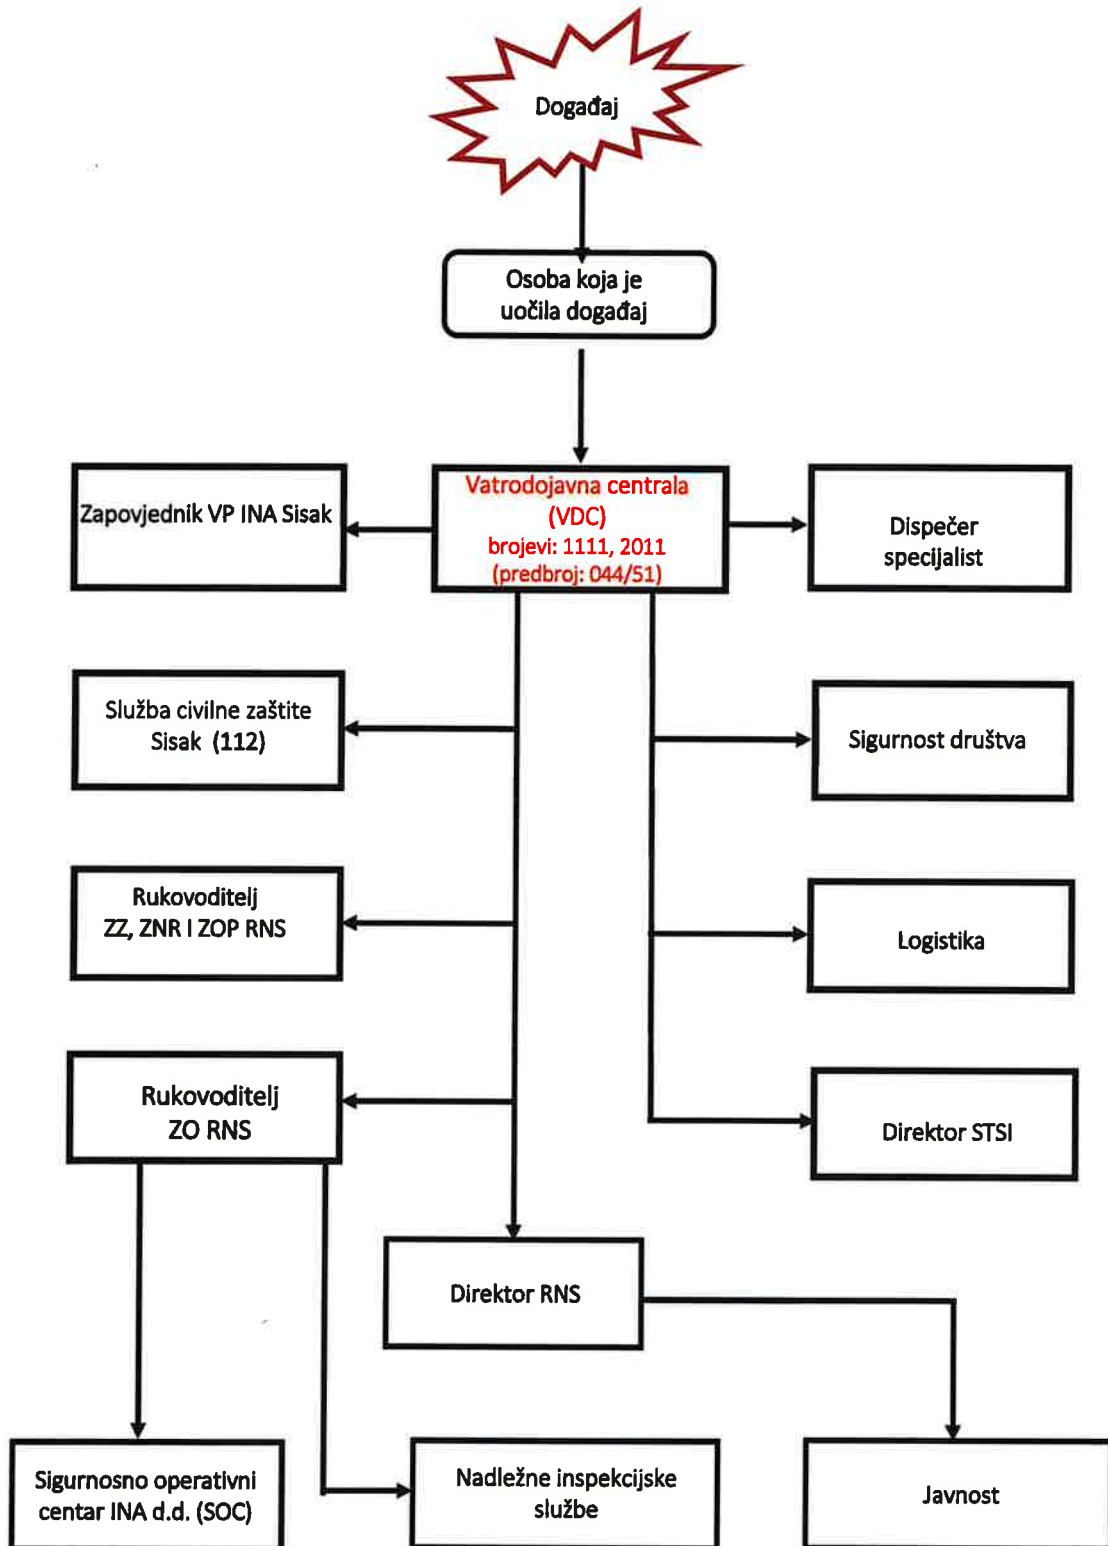 Događaj
Osoba koja je
uočila događaj
Zapovjednik VP INA Sisak
Vatrodojavna centrala
(VDC)
brojevi: 1111, 2011
(predbroj: 044/51)
Dispečer
specijalist
Služba civilne zaštite
Sisak (112)
Sigurnost društva
Rukovoditelj
ZZ, ZNR I ZOP RNS
Logistika
Rukovoditelj
ZO RNS
Direktor STSI
Direktor RNS
Sigurnosno operativni
centar INA d.d. (SOC)
Nadležne inspekcijske
službe
Javnost